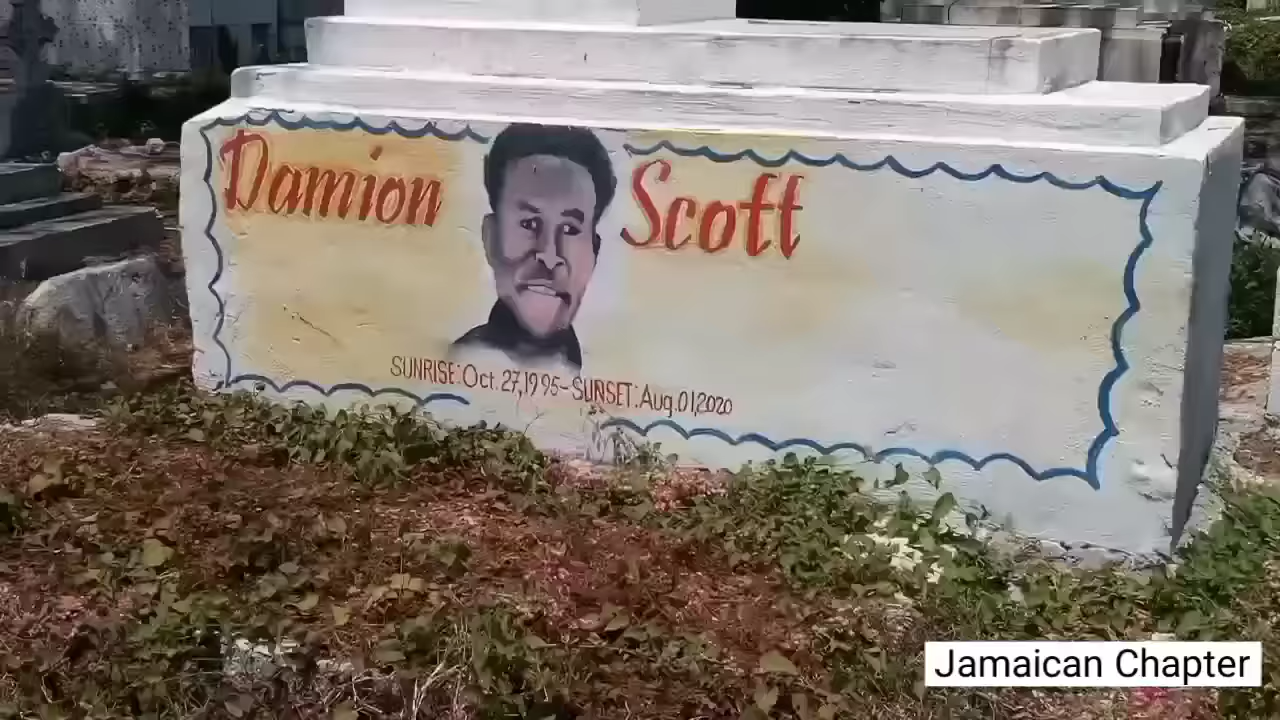 Damion Scott
SUNRISE: Oct. 27, 1995 - SUNSET: Aug. 01, 2020
Jamaican Chapter